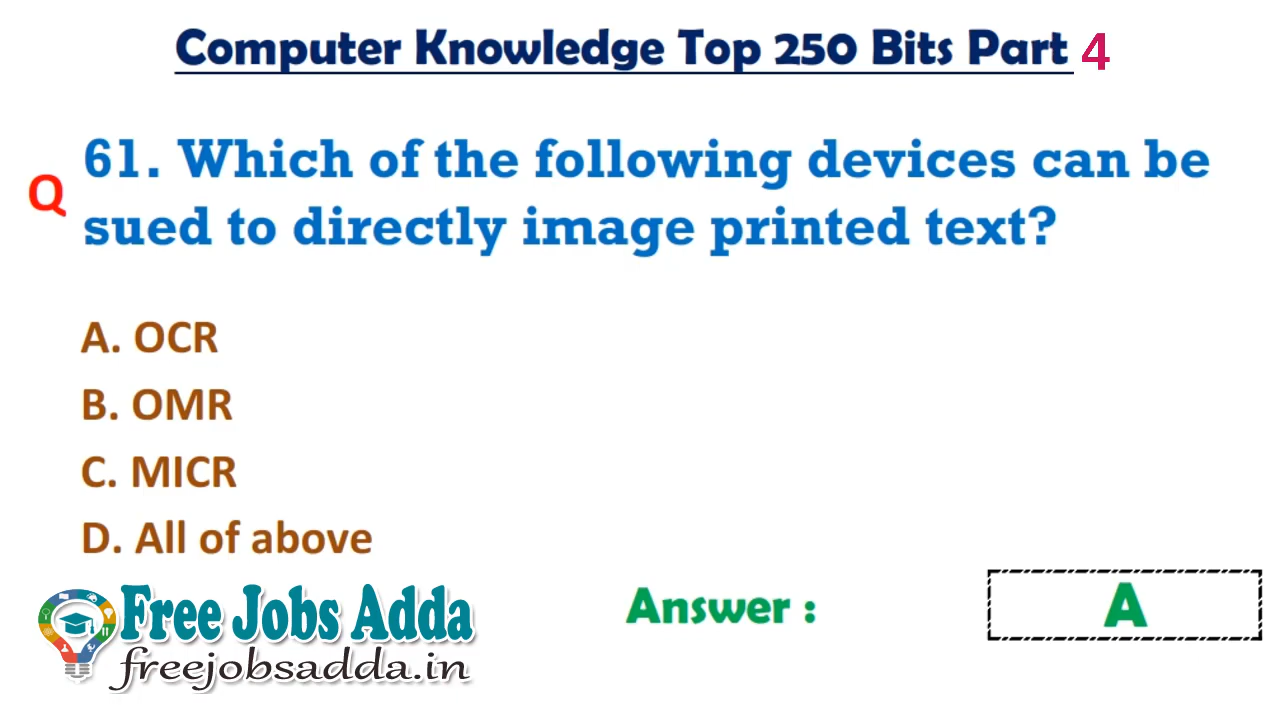 Computer Knowledge Top 250 Bits Part 4
Q
61. Which of the following devices can be
sued to directly image printed text?
A. OCR
B. OMR
C. MICR
D. All of above
Free Jobs Adda
freejobsadda.in
Answer :
A